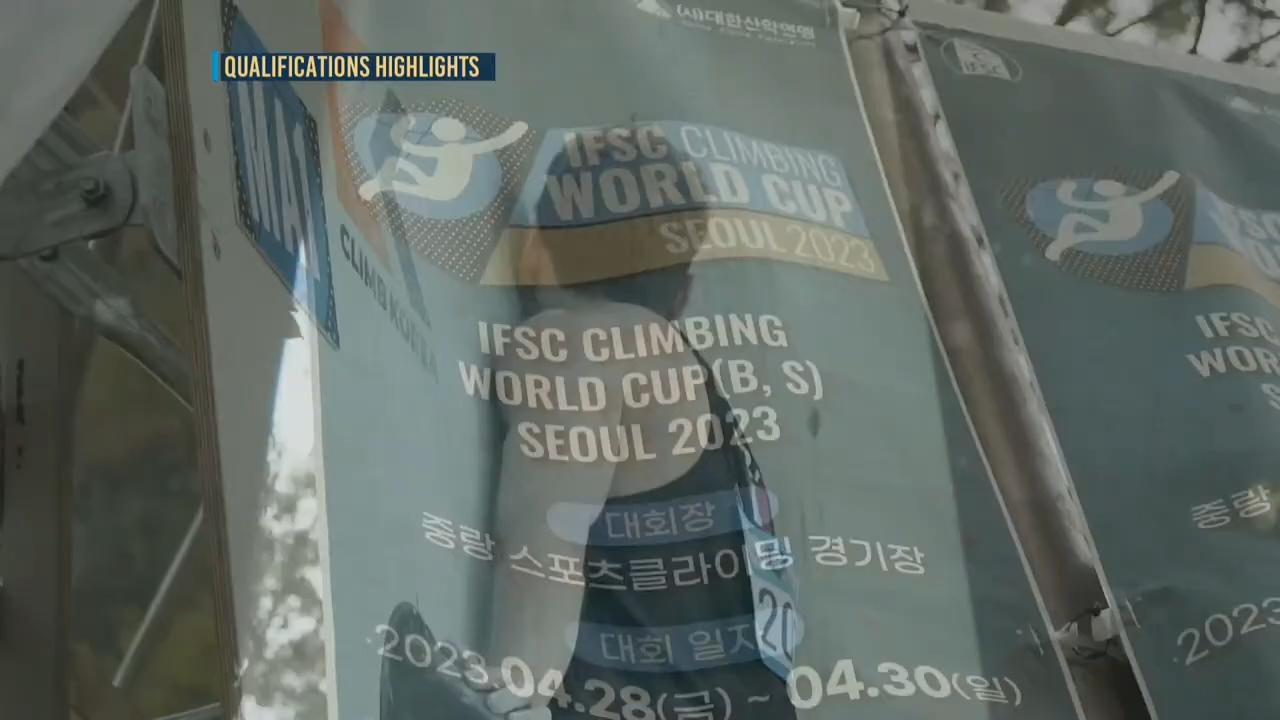 QUALIFICATIONS HIGHLIGHTS
(사)대한산악연맹
IFSC
CLIMB KOREA
IFSC CLIMBING
WORLD CUP
SEOUL 2023
IFSC CLIMBING
WORLD CUP(B, S)
SEOUL 2023
대회장
중랑 스포츠클라이밍 경기장
대회 일자
2023.04.28(금) ~ 04.30(일)
20
IFSC
중랑
2023